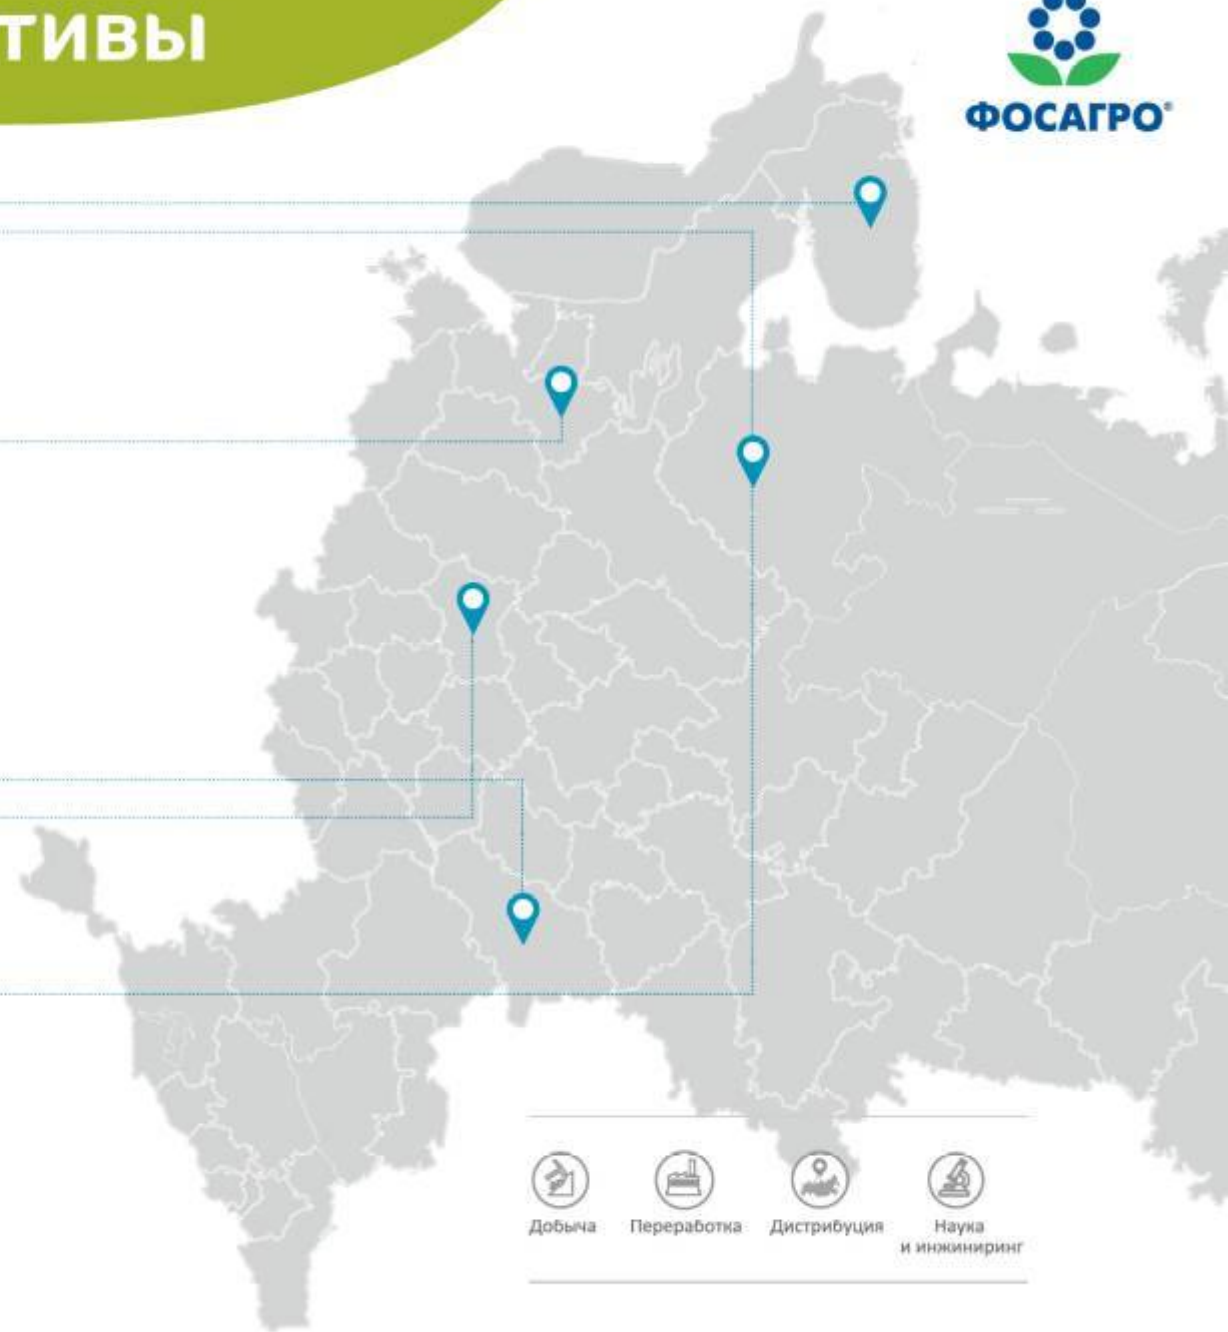 ТИВЫ
ФОСАГРО®
Добыча
Переработка
Дистрибуция
Наука
и инжиниринг